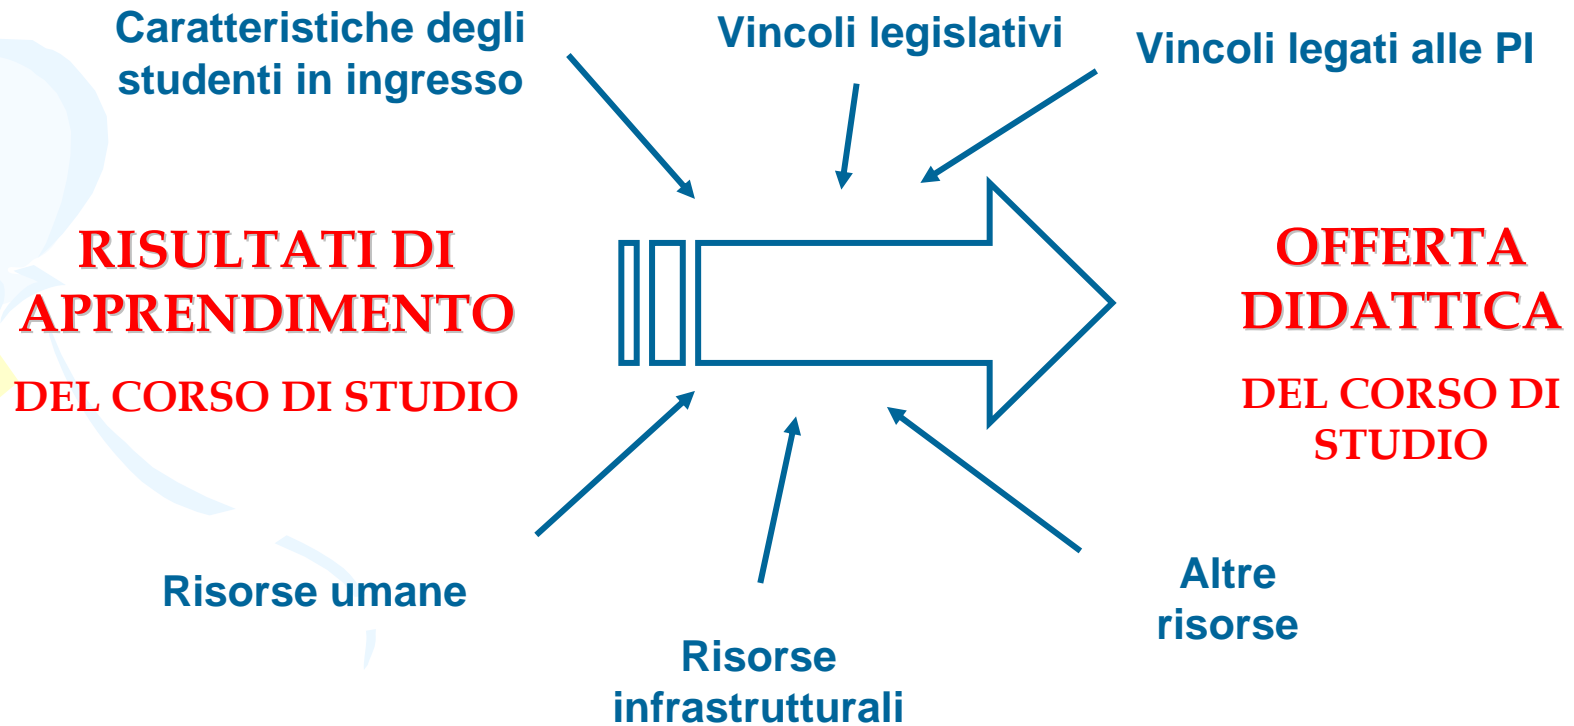 Caratteristiche degli
studenti in ingresso
Vincoli legislativi
Vincoli legati alle PI
RISULTATI DI
APPRENDIMENTO
DEL CORSO DI STUDIO
OFFERTA
DIDATTICA
DEL CORSO DI
STUDIO
Risorse umane
Risorse
infrastrutturali
Altre
risorse